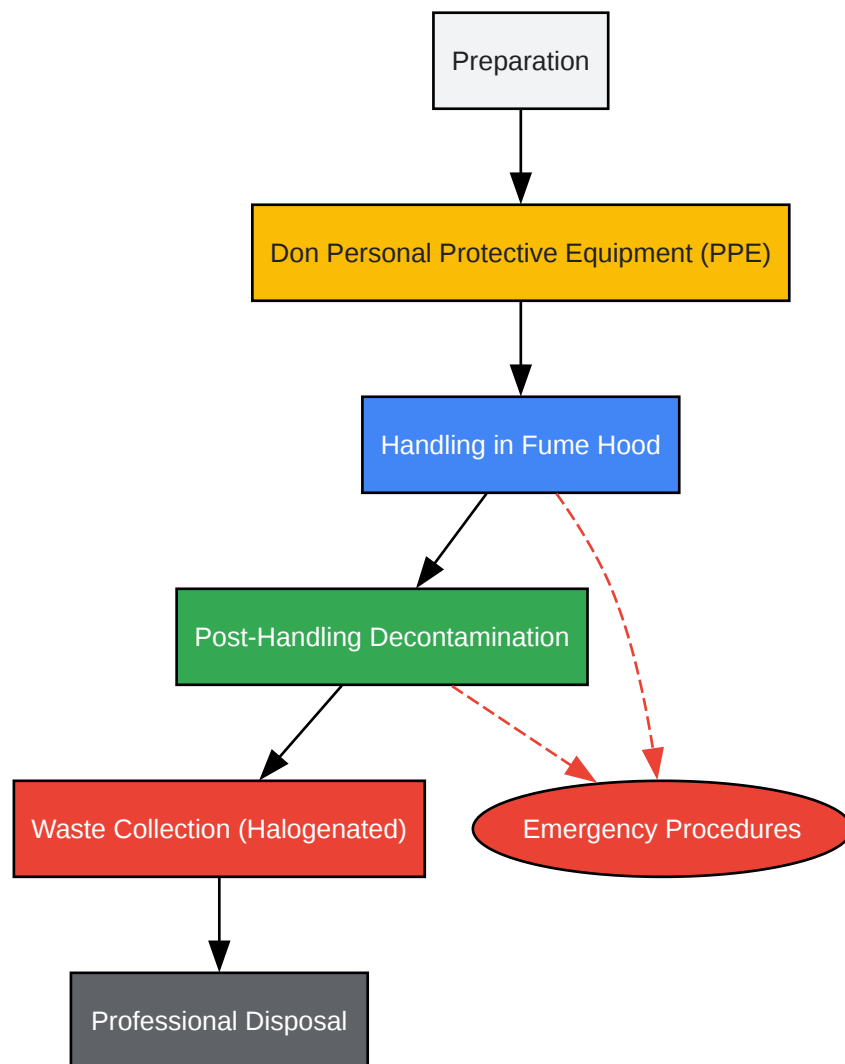 Preparation
Don Personal Protective Equipment (PPE)
Handling in Fume Hood
Post-Handling Decontamination
Waste Collection (Halogenated)
Emergency Procedures
Professional Disposal